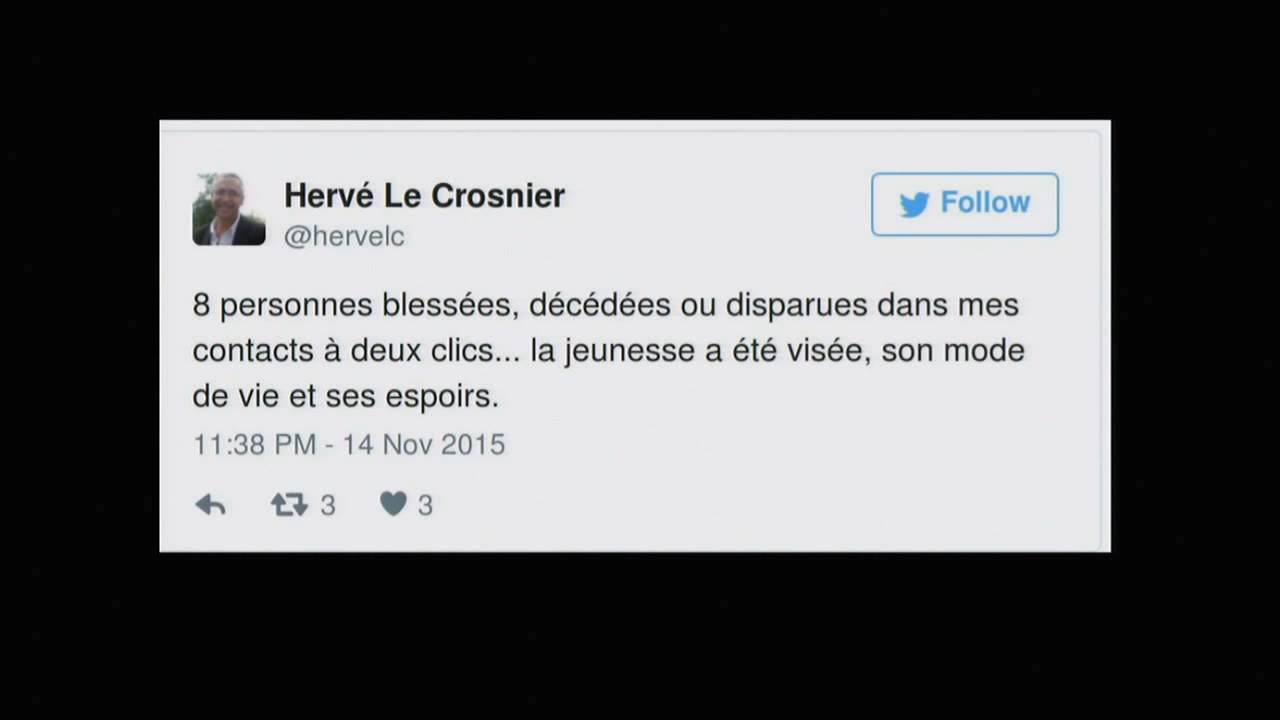 Hervé Le Crosnier
@hervelc
Follow
8 personnes blessées, décédées ou disparues dans mes
contacts à deux clics... la jeunesse a été visée, son mode
de vie et ses espoirs.
11:38 PM - 14 Nov 2015
3 3